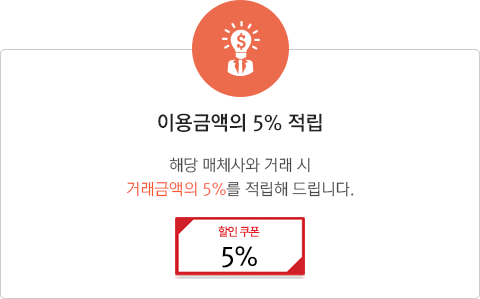 $
이용금액의 5% 적립
해당 매체사와 거래 시
거래금액의 5%를 적립해 드립니다.
할인 쿠폰
5%